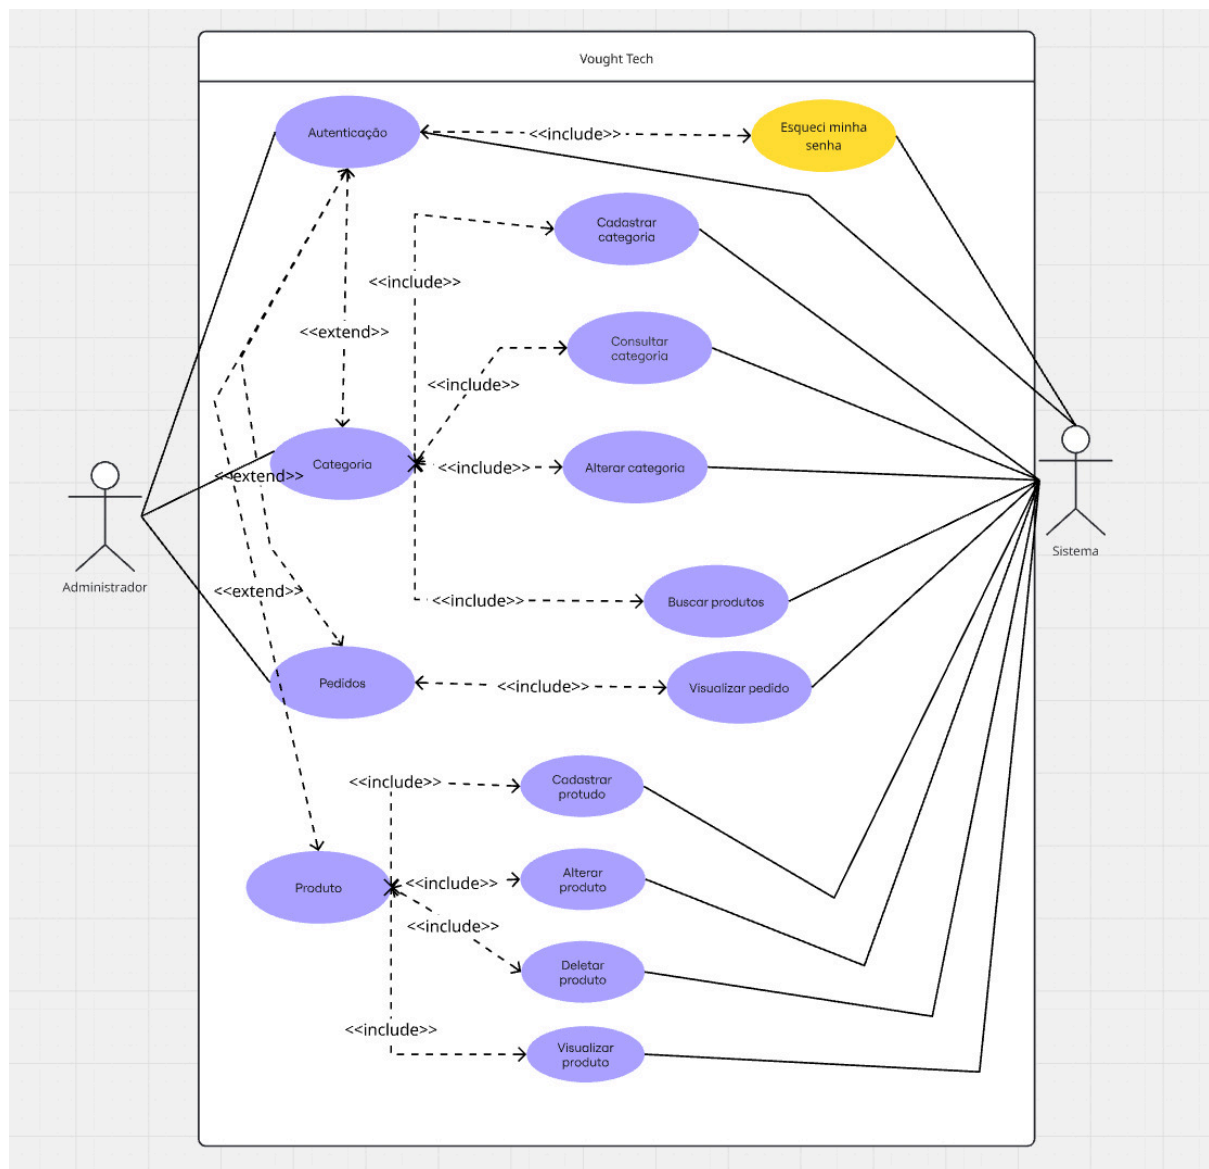 Vought Tech
Autenticação
<<include>>
Esqueci minha
senha
Cadastrar
categoria
<<include>>
<<extend>>
Consultar
categoria
<<include>>
Categoria
<<include>>
Alterar categoria
<<extend>>
Administrador
Sistema
<<extend>>
<<include>>
Buscar produtos
Pedidos
<<include>>
Visualizar pedido
<<include>>
Cadastrar
protudo
Produto
<<include>>
Alterar
produto
<<include>>
Deletar
produto
<<include>>
Visualizar
produto